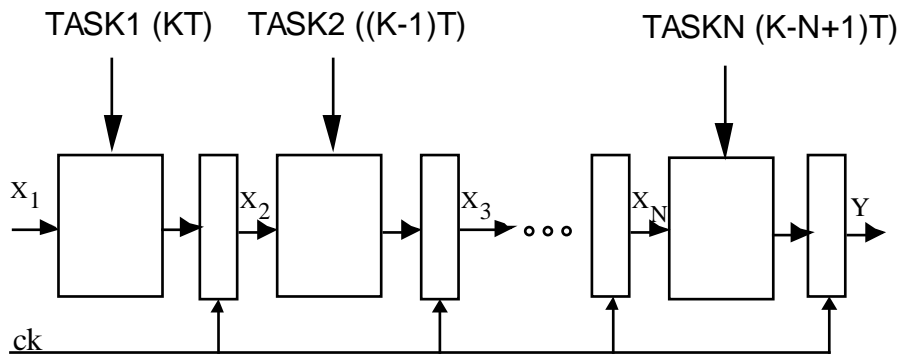 TASK1 (KT) TASK2 ((K-1)T) TASKN (K-N+1)T)
X1 X2 X3 XN Y
ck